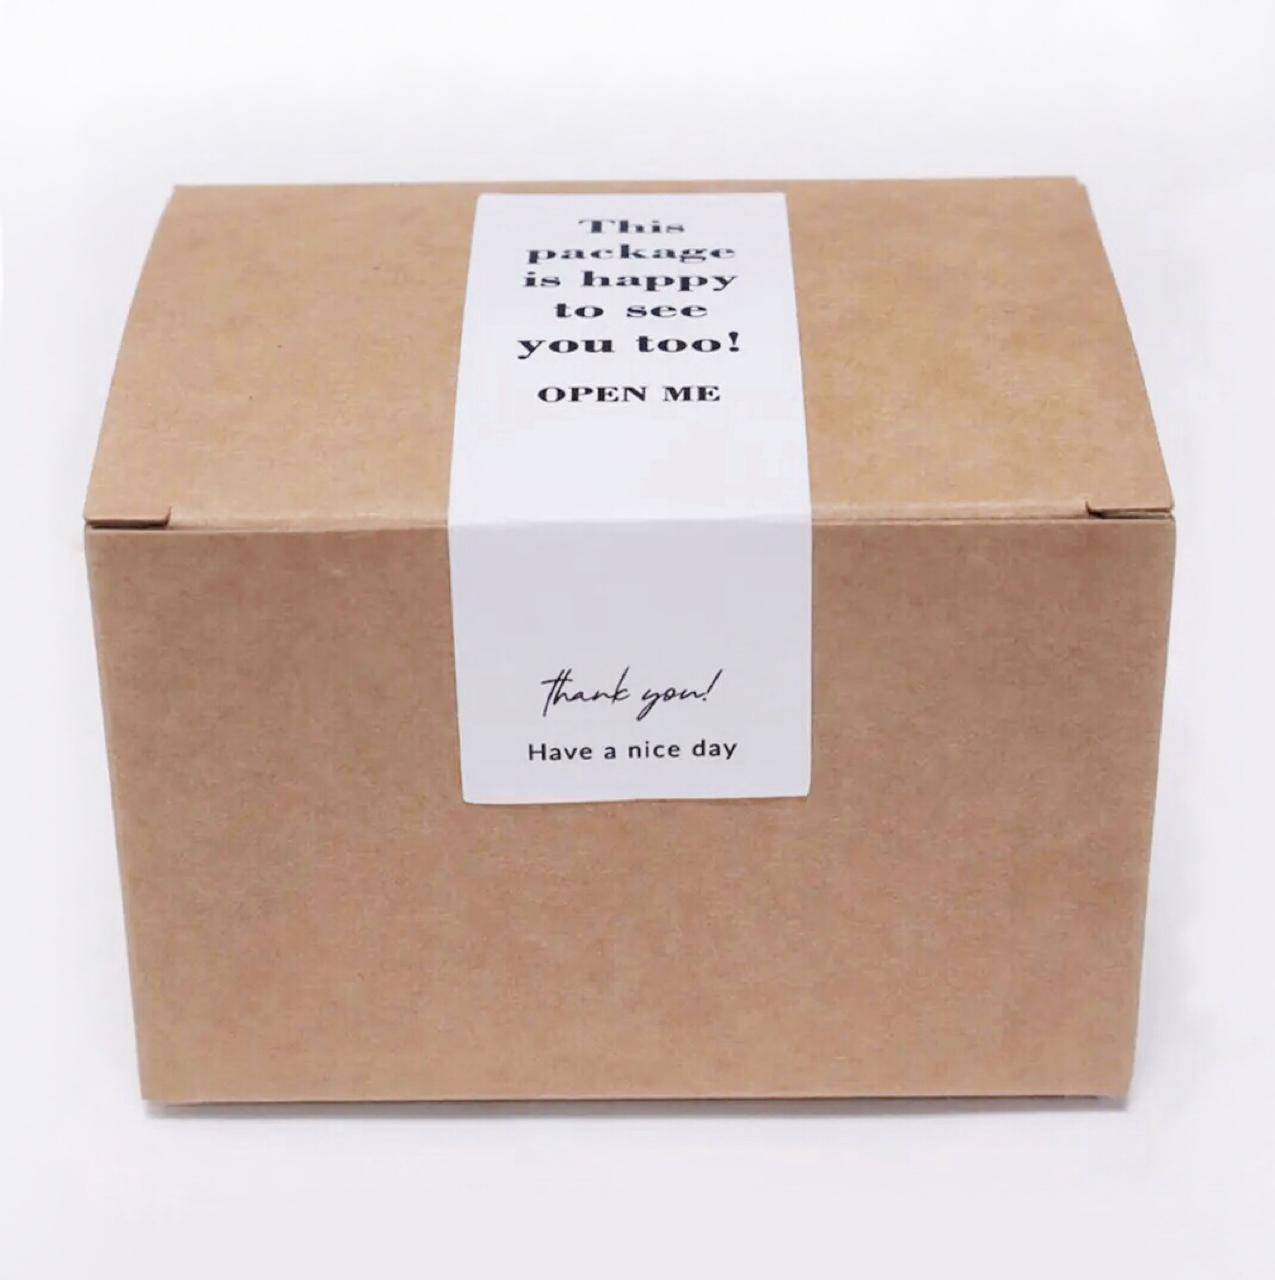 This
package
is happy
to see
you too!
OPEN ME
thank you!
Have a nice day